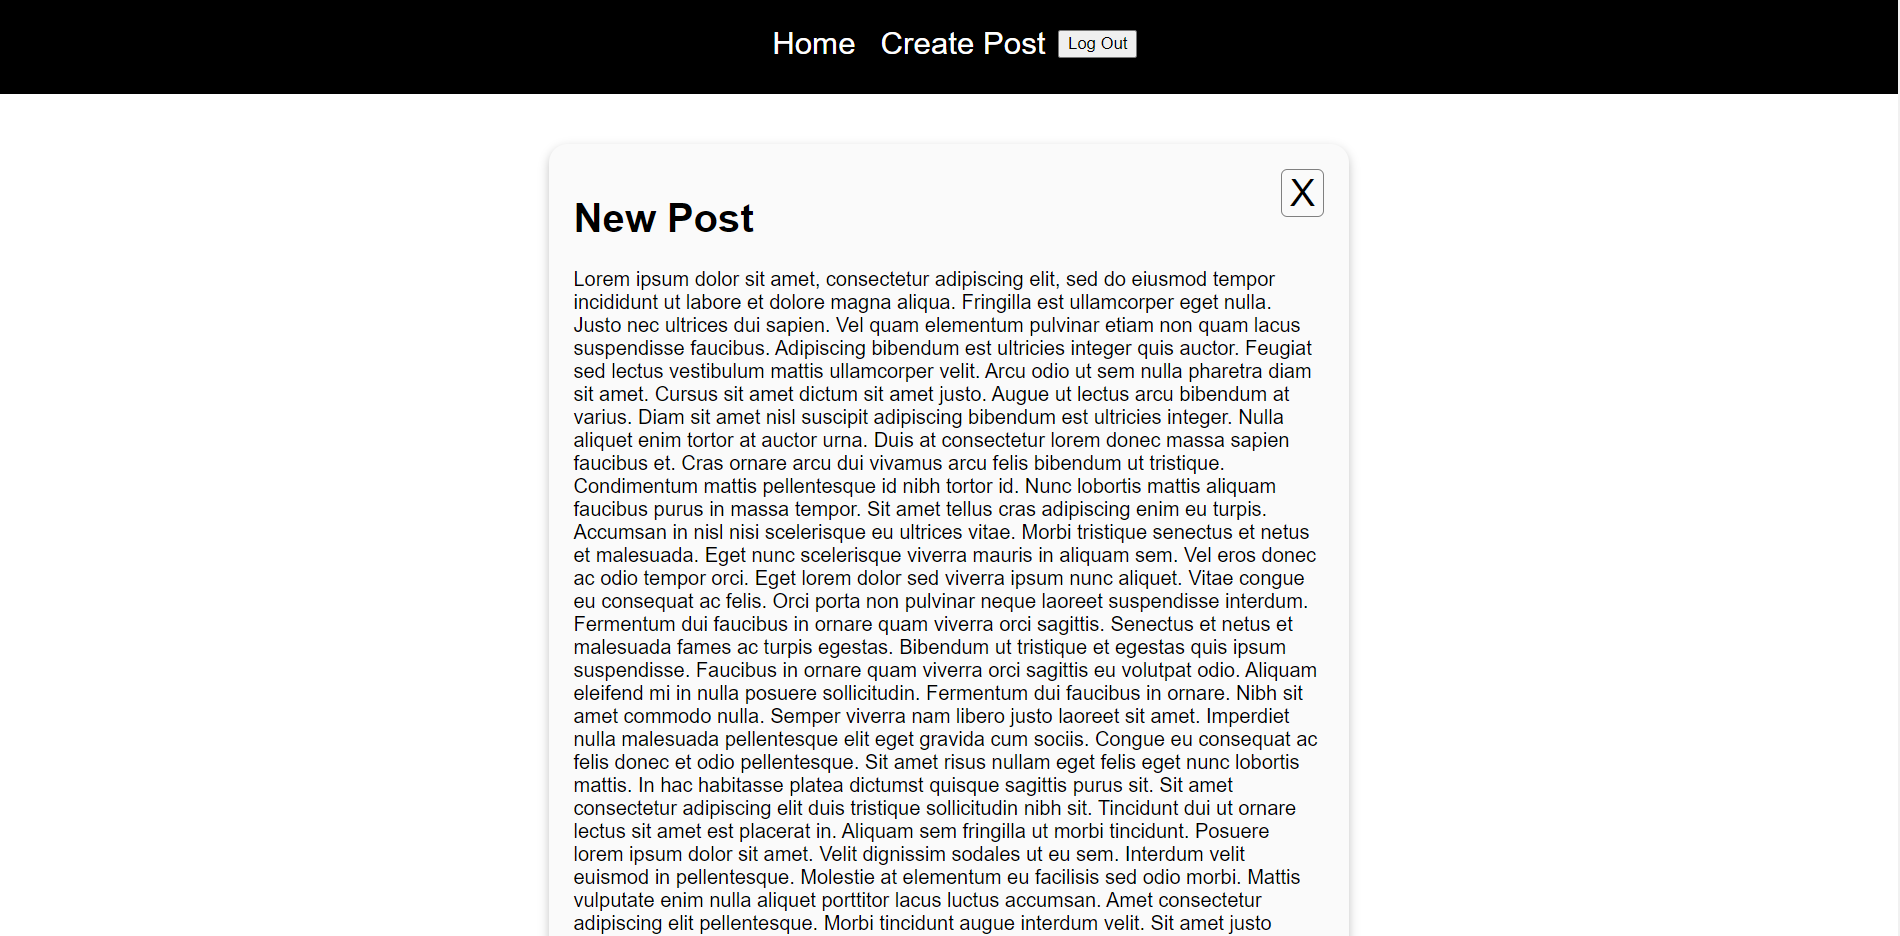 Home Create Post Log Out
X
New Post
Lorem ipsum dolor sit amet, consectetur adipiscing elit, sed do eiusmod tempor
incididunt ut labore et dolore magna aliqua. Fringilla est ullamcorper eget nulla.
Justo nec ultrices dui sapien. Vel quam elementum pulvinar etiam non quam lacus
suspendisse faucibus. Adipiscing bibendum est ultricies integer quis auctor. Feugiat
sed lectus vestibulum mattis ullamcorper velit. Arcu odio ut sem nulla pharetra diam
sit amet. Cursus sit amet dictum sit amet justo. Augue ut lectus arcu bibendum at
varius. Diam sit amet nisl suscipit adipiscing bibendum est ultricies integer. Nulla
aliquet enim tortor at auctor urna. Duis at consectetur lorem donec massa sapien
faucibus et. Cras ornare arcu dui vivamus arcu felis bibendum ut tristique.
Condimentum mattis pellentesque id nibh tortor id. Nunc lobortis mattis aliquam
faucibus purus in massa tempor. Sit amet tellus cras adipiscing enim eu turpis.
Accumsan in nisl nisi scelerisque eu ultrices vitae. Morbi tristique senectus et netus
et malesuada. Eget nunc scelerisque viverra mauris in aliquam sem. Vel eros donec
ac odio tempor orci. Eget lorem dolor sed viverra ipsum nunc aliquet. Vitae congue
eu consequat ac felis. Orci porta non pulvinar neque laoreet suspendisse interdum.
Fermentum dui faucibus in ornare quam viverra orci sagittis. Senectus et netus et
malesuada fames ac turpis egestas. Bibendum ut tristique et egestas quis ipsum
suspendisse. Faucibus in ornare quam viverra orci sagittis eu volutpat odio. Aliquam
eleifend mi in nulla posuere sollicitudin. Fermentum dui faucibus in ornare. Nibh sit
amet commodo nulla. Semper viverra nam libero justo laoreet sit amet. Imperdiet
nulla malesuada pellentesque elit eget gravida cum sociis. Congue eu consequat ac
felis donec et odio pellentesque. Sit amet risus nullam eget felis eget nunc lobortis
mattis. In hac habitasse platea dictumst quisque sagittis purus sit. Sit amet
consectetur adipiscing elit duis tristique sollicitudin nibh sit. Tincidunt dui ut ornare
lectus sit amet est placerat in. Aliquam sem fringilla ut morbi tincidunt. Posuere
lorem ipsum dolor sit amet. Velit dignissim sodales ut eu sem. Interdum velit
euismod in pellentesque. Molestie at elementum eu facilisis sed odio morbi. Mattis
vulputate enim nulla aliquet porttitor lacus luctus accumsan. Amet consectetur
adipiscing elit pellentesque. Morbi tincidunt augue interdum velit. Sit amet justo